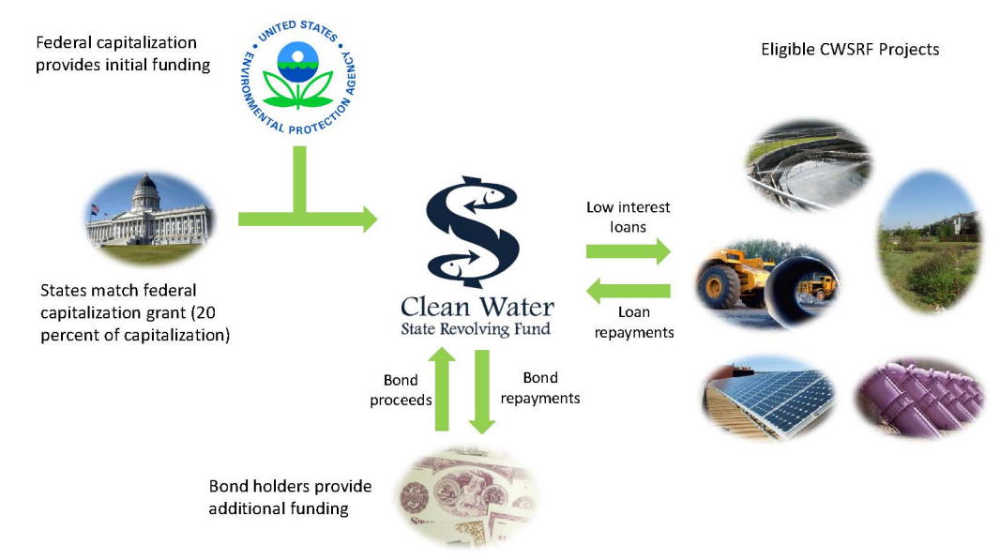 Federal capitalization
provides initial funding
UNITED STATES
ENVIRONMENTAL PROTECTION AGENCY
Eligible CWSRF Projects
States match federal
capitalization grant (20
percent of capitalization)
Clean Water
State Revolving Fund
Low interest
loans
Loan
repayments
Bond
proceeds
Bond
repayments
Bond holders provide
additional funding